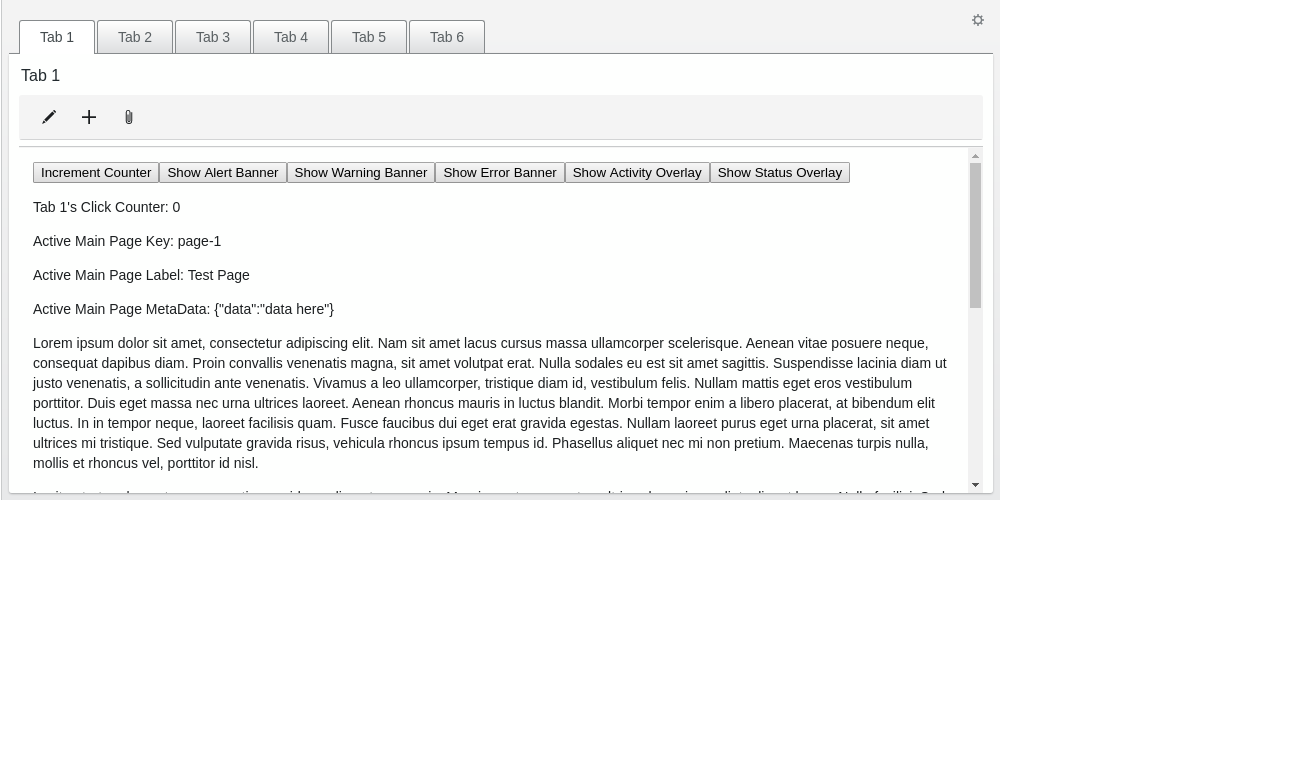 Tab 1
Tab 2
Tab 3
Tab 4
Tab 5
Tab 6
Tab 1
Increment Counter
Show Alert Banner
Show Warning Banner
Show Error Banner
Show Activity Overlay
Show Status Overlay
Tab 1's Click Counter: 0
Active Main Page Key: page-1
Active Main Page Label: Test Page
Active Main Page MetaData: {"data":"data here"}
Lorem ipsum dolor sit amet, consectetur adipiscing elit. Nam sit amet lacus cursus massa ullamcorper scelerisque. Aenean vitae posuere neque,
consequat dapibus diam. Proin convallis venenatis magna, sit amet volutpat erat. Nulla sodales eu est sit amet sagittis. Suspendisse lacinia diam ut
justo venenatis, a sollicitudin ante venenatis. Vivamus a leo ullamcorper, tristique diam id, vestibulum felis. Nullam mattis eget eros vestibulum
porttitor. Duis eget massa nec urna ultrices laoreet. Aenean rhoncus mauris in luctus blandit. Morbi tempor enim a libero placerat, at bibendum elit
luctus. In in tempor neque, laoreet facilisis quam. Fusce faucibus dui eget erat gravida egestas. Nullam laoreet purus eget urna placerat, sit amet
ultrices mi tristique. Sed vulputate gravida risus, vehicula rhoncus ipsum tempus id. Phasellus aliquet nec mi non pretium. Maecenas turpis nulla,
mollis et rhoncus vel, porttitor id nisl.